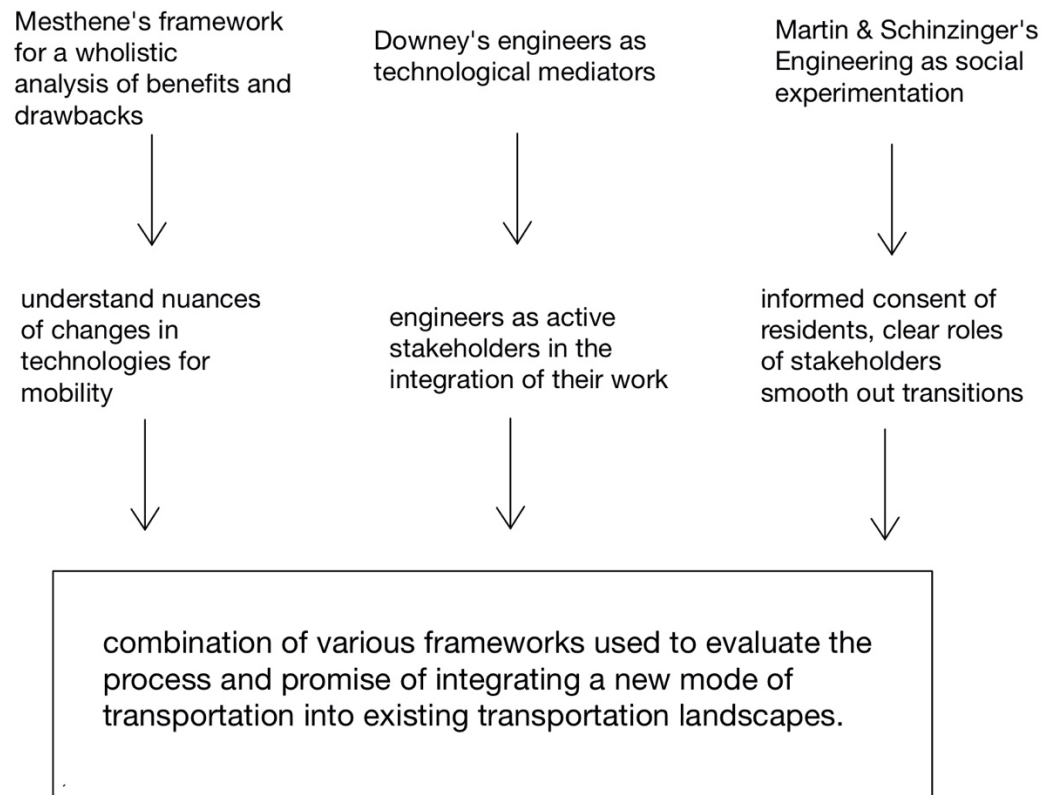 Mesthene's framework
for a wholistic
analysis of benefits and
drawbacks
Downey's engineers as
technological mediators
Martin & Schinzinger's
Engineering as social
experimentation
understand nuances
of changes in
technologies for
mobility
engineers as active
stakeholders in the
integration of their work
informed consent of
residents, clear roles
of stakeholders
smooth out transitions
combination of various frameworks used to evaluate the
process and promise of integrating a new mode of
transportation into existing transportation landscapes.